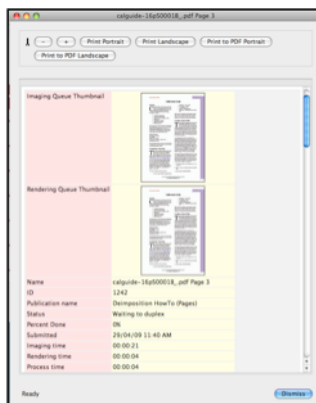 calguide-16p500018_.pdf Page 3
- + Print Portrait Print Landscape Print to PDF Portrait
Print to PDF Landscape
Imaging Queue Thumbnail
Rendering Queue Thumbnail
Name calguide-16p500018_.pdf Page 3
ID 1242
Publication name Deimposition HowTo (Pages)
Status Waiting to duplex
Percent Done 0%
Submitted 29/04/09 11:40 AM
Imaging time 00:00:21
Rendering time 00:00:04
Process time 00:00:04
Ready Dismiss